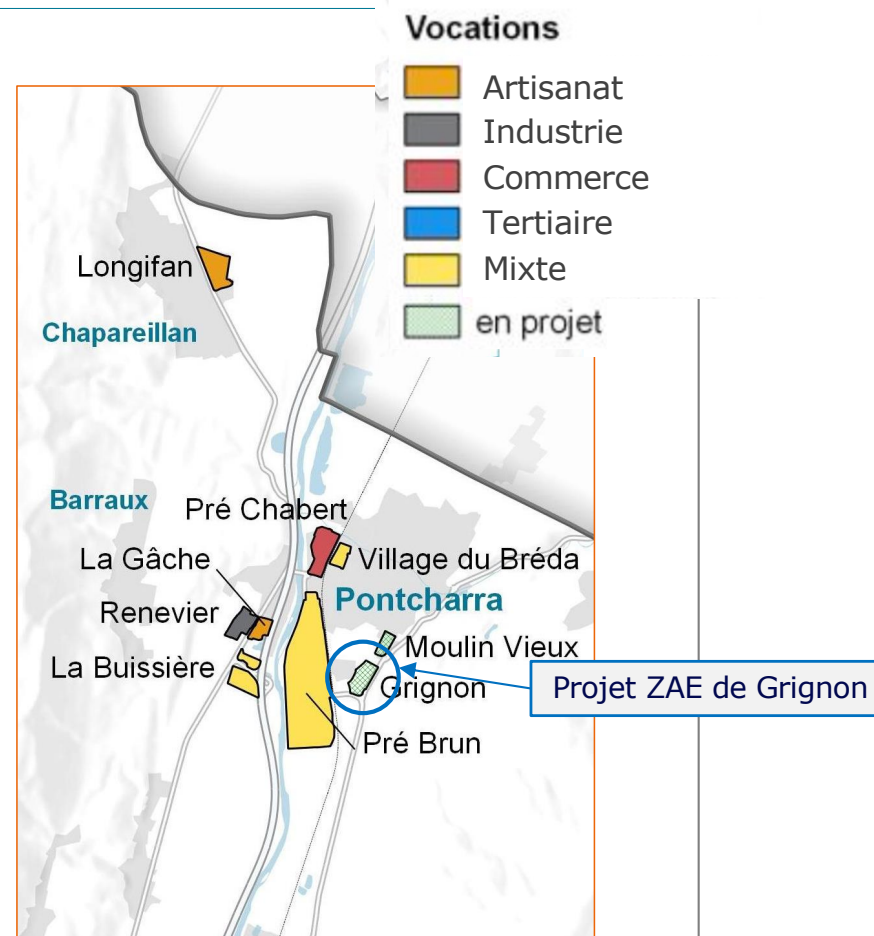 Vocations
Artisanat
Industrie
Commerce
Tertiaire
Mixte
en projet
Longifan
Chapareillan
Barraux
Pré Chabert
La Gâche
Village du Bréda
Renevier
Pontcharra
La Buissière
Moulin Vieux
Grignon
Projet ZAE de Grignon
Pré Brun